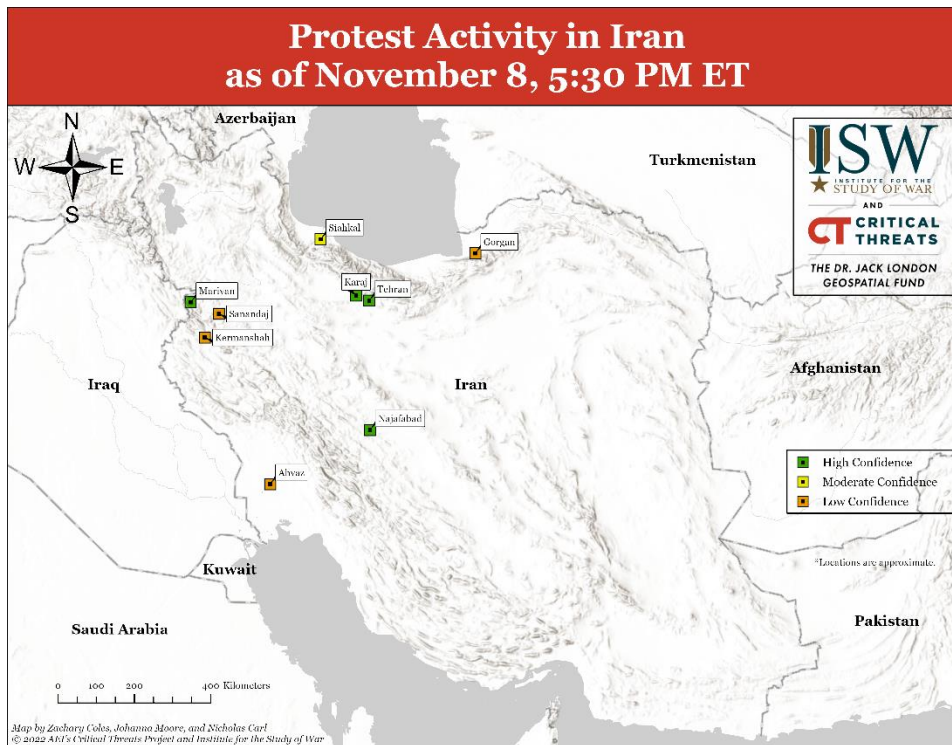 Protest Activity in Iran
as of November 8, 5:30 PM ET
N
W
E
S
Azerbaijan
Turkmenistan
ISW
INSTITUTE FOR THE
STUDY OF WAR
AND
CT CRITICAL
THREATS
THE DR. JACK LONDON
GEOSPATIAL FUND
Siahkal
Gorgan
Karaj
Tehran
Marivan
Sanandaj
Kermanshah
Iraq
Iran
Afghanistan
Najafabad
Ahvaz
High Confidence
Moderate Confidence
Low Confidence
Kuwait
*Locations are approximate.
Saudi Arabia
Pakistan
0 100 200 400 Kilometers
Map by Zachary Coles, Johanna Moore, and Nicholas Carl
© 2022 AEI's Critical Threats Project and Institute for the Study of War